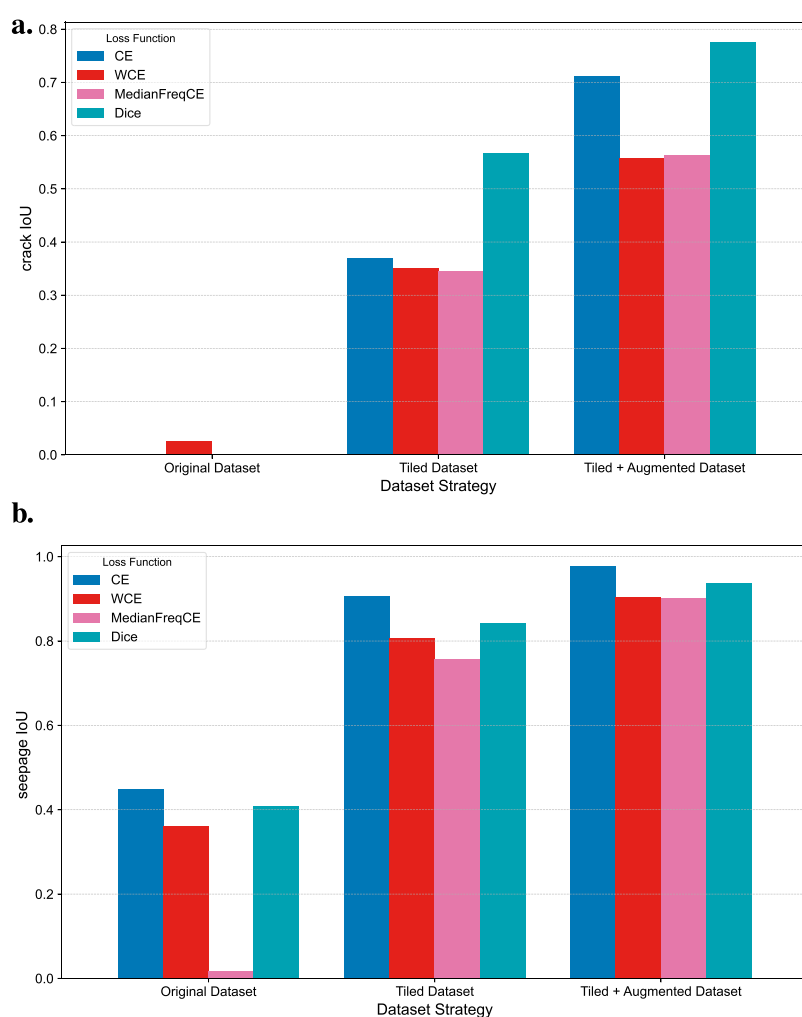 a.
Loss Function
CE
WCE
MedianFreqCE
Dice
0.8
0.7
0.6
0.5
0.4
0.3
0.2
0.1
0.0
crack IoU
Original Dataset Tiled Dataset Tiled + Augmented Dataset
Dataset Strategy
b.
Loss Function
CE
WCE
MedianFreqCE
Dice
1.0
0.8
0.6
0.4
0.2
0.0
seepage IoU
Original Dataset Tiled Dataset Tiled + Augmented Dataset
Dataset Strategy